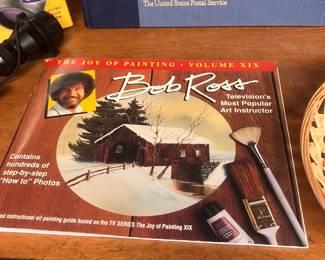 The United States Postal Service
THE JOY OF PAINTING • VOLUME XIX
Bob Ross
Television's
Most Popular
Art Instructor
Contains
hundreds of
step-by-step
"How to" Photos
instructional oil painting guide based on the TV SERIES The Joy of Painting XIX